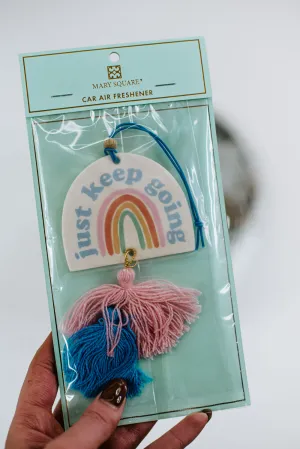 MARY SQUARE
CAR AIR FRESHENER
just keep going